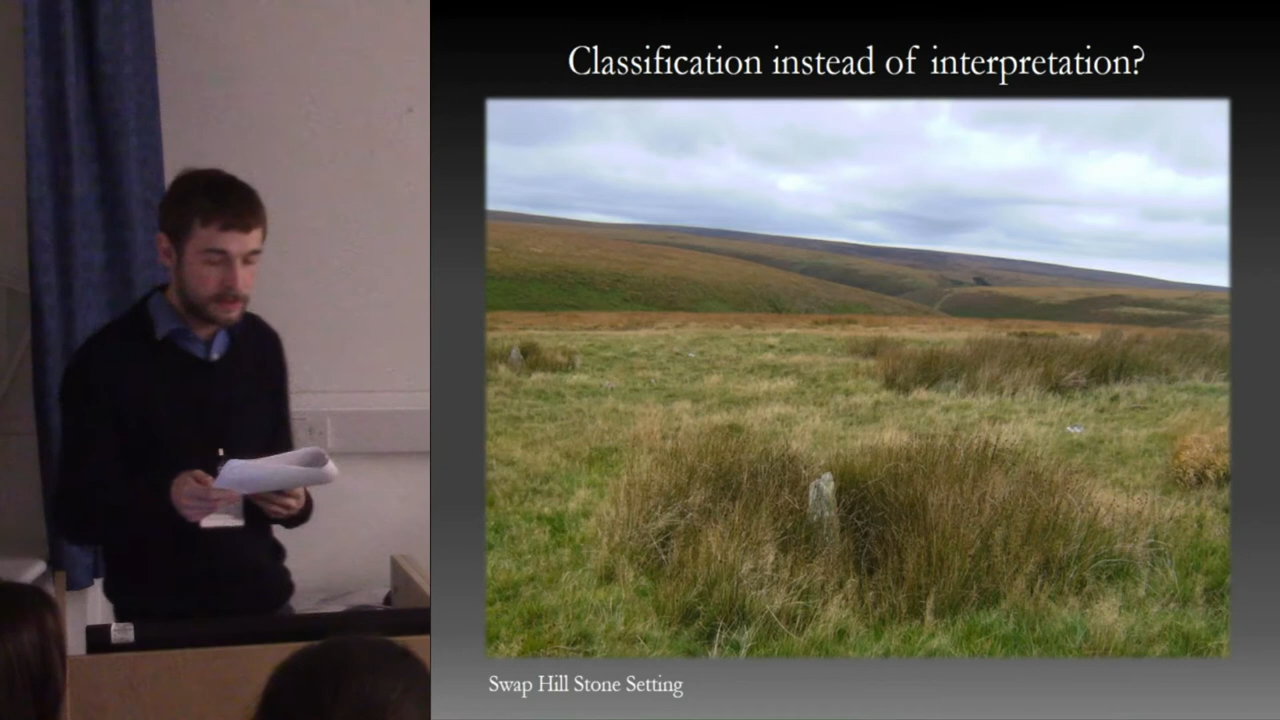 Classification instead of interpretation?
Swap Hill Stone Setting